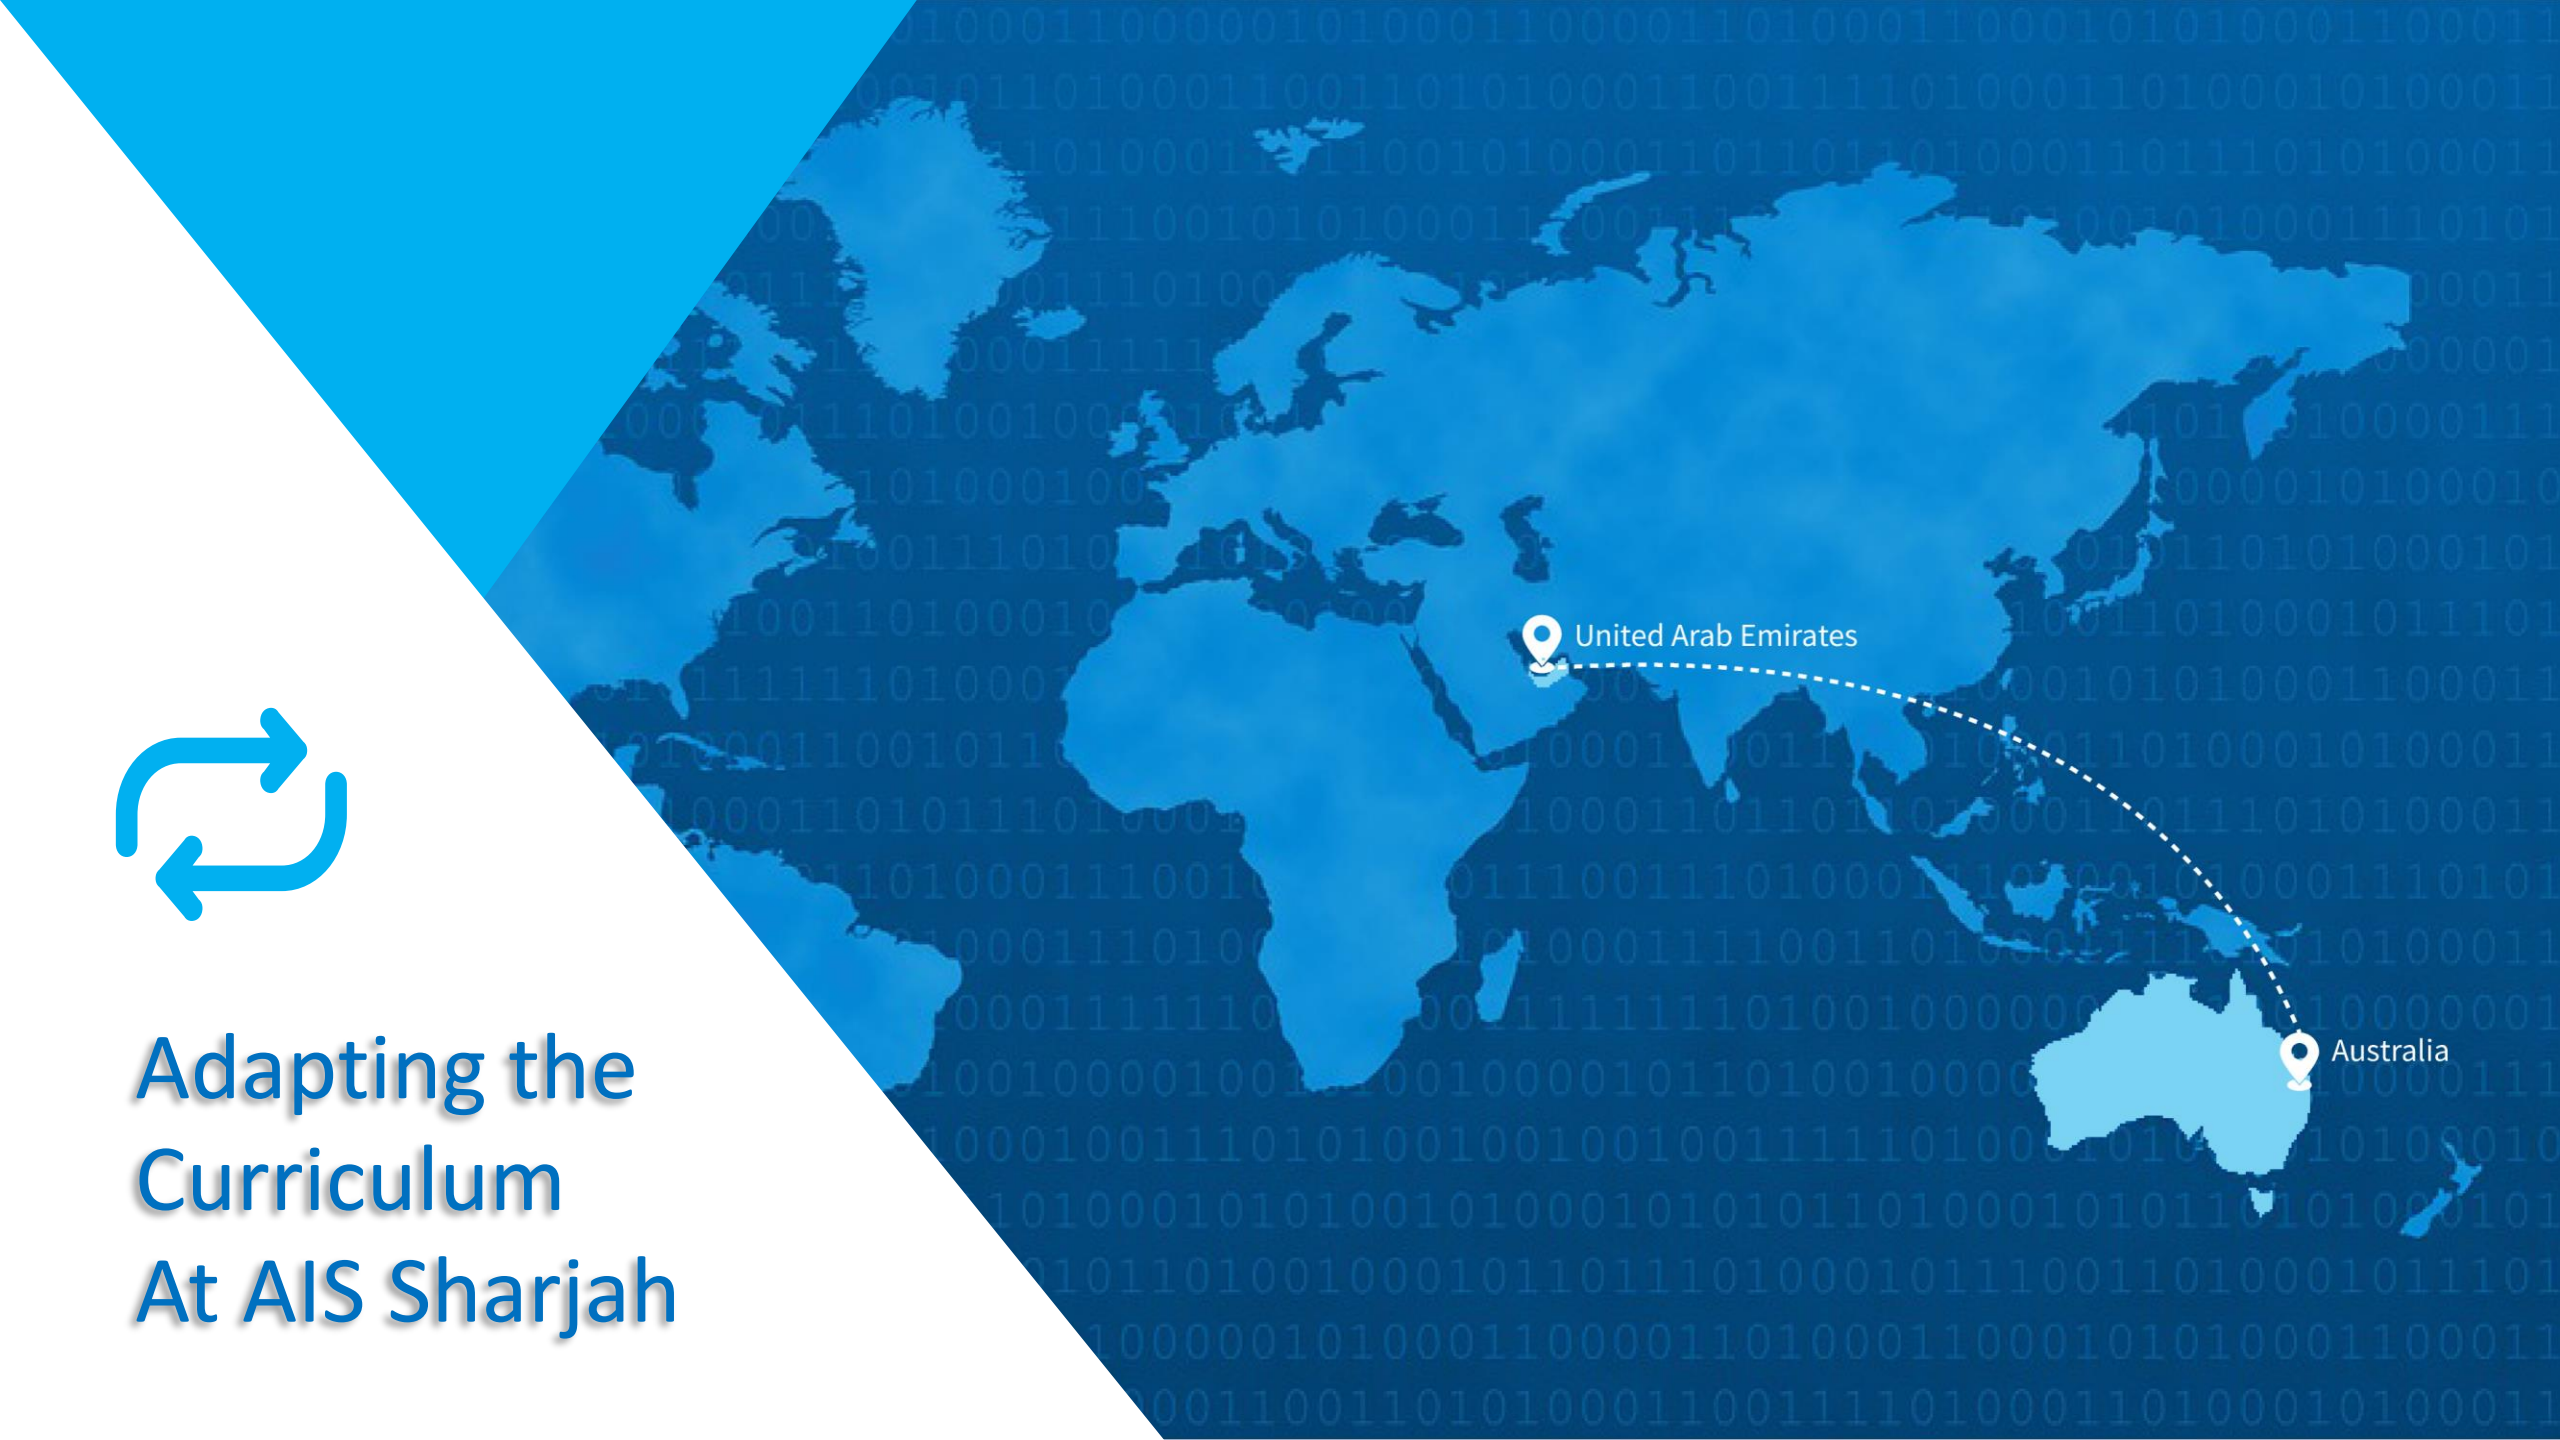 United Arab Emirates
Australia
Adapting the
Curriculum
At AIS Sharjah